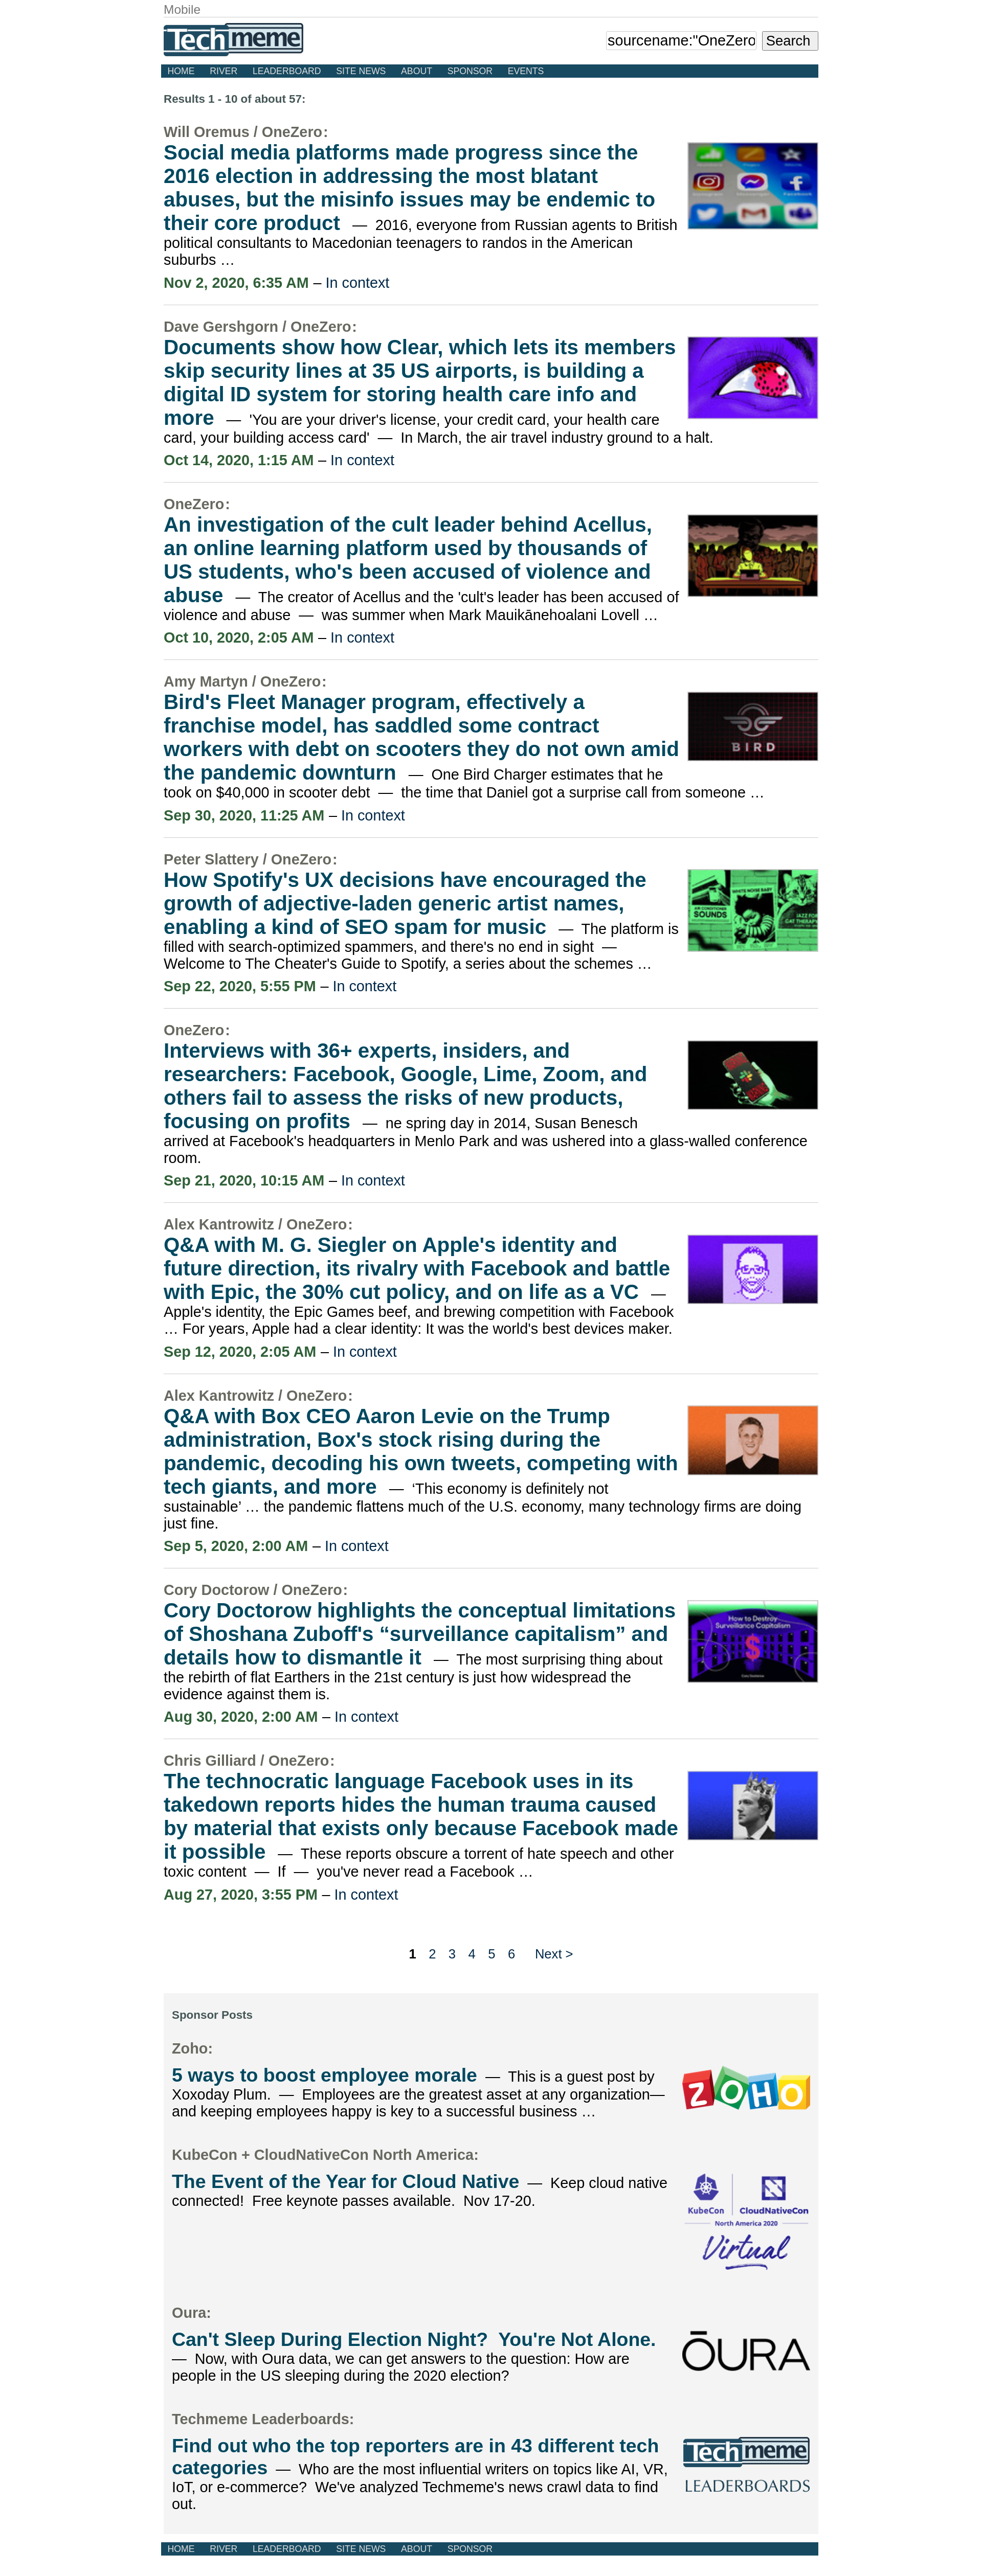 Mobile
Techmeme
sourcename:"OneZero
Search
HOME RIVER LEADERBOARD SITE NEWS ABOUT SPONSOR EVENTS
Results 1 - 10 of about 57:
Will Oremus / OneZero:
Social media platforms made progress since the
2016 election in addressing the most blatant
abuses, but the misinfo issues may be endemic to
their core product — 2016, everyone from Russian agents to British
political consultants to Macedonian teenagers to randos in the American
suburbs …
Nov 2, 2020, 6:35 AM – In context
Dave Gershgorn / OneZero:
Documents show how Clear, which lets its members
skip security lines at 35 US airports, is building a
digital ID system for storing health care info and
more — 'You are your driver's license, your credit card, your health care
card, your building access card' — In March, the air travel industry ground to a halt.
Oct 14, 2020, 1:15 AM – In context
OneZero:
An investigation of the cult leader behind Acellus,
an online learning platform used by thousands of
US students, who's been accused of violence and
abuse — The creator of Acellus and the 'cult's leader has been accused of
violence and abuse — was summer when Mark Mauikānehoalani Lovell …
Oct 10, 2020, 2:05 AM – In context
Amy Martyn / OneZero:
Bird's Fleet Manager program, effectively a
franchise model, has saddled some contract
workers with debt on scooters they do not own amid
the pandemic downturn — One Bird Charger estimates that he
took on $40,000 in scooter debt — the time that Daniel got a surprise call from someone …
BIRD
Sep 30, 2020, 11:25 AM – In context
Peter Slattery / OneZero:
How Spotify's UX decisions have encouraged the
growth of adjective-laden generic artist names,
enabling a kind of SEO spam for music — The platform is
filled with search-optimized spammers, and there's no end in sight —
Welcome to The Cheater's Guide to Spotify, a series about the schemes …
SOUNDS
WHITE NOISE BABY
JAZZ FOR
CAT THERAPY
Sep 22, 2020, 5:55 PM – In context
OneZero:
Interviews with 36+ experts, insiders, and
researchers: Facebook, Google, Lime, Zoom, and
others fail to assess the risks of new products,
focusing on profits — ne spring day in 2014, Susan Benesch
arrived at Facebook's headquarters in Menlo Park and was ushered into a glass-walled conference
room.
Sep 21, 2020, 10:15 AM – In context
Alex Kantrowitz / OneZero:
Q&A with M. G. Siegler on Apple's identity and
future direction, its rivalry with Facebook and battle
with Epic, the 30% cut policy, and on life as a VC —
Apple's identity, the Epic Games beef, and brewing competition with Facebook
… For years, Apple had a clear identity: It was the world's best devices maker.
Sep 12, 2020, 2:05 AM – In context
Alex Kantrowitz / OneZero:
Q&A with Box CEO Aaron Levie on the Trump
administration, Box's stock rising during the
pandemic, decoding his own tweets, competing with
tech giants, and more — 'This economy is definitely not
sustainable' … the pandemic flattens much of the U.S. economy, many technology firms are doing
just fine.
Sep 5, 2020, 2:00 AM – In context
Cory Doctorow / OneZero:
Cory Doctorow highlights the conceptual limitations
of Shoshana Zuboff's “surveillance capitalism” and
details how to dismantle it — The most surprising thing about
the rebirth of flat Earthers in the 21st century is just how widespread the
evidence against them is.
How to Destroy
Surveillance Capitalism
$
Aug 30, 2020, 2:00 AM – In context
Chris Gilliard / OneZero:
The technocratic language Facebook uses in its
takedown reports hides the human trauma caused
by material that exists only because Facebook made
it possible — These reports obscure a torrent of hate speech and other
toxic content — If — you've never read a Facebook …
Aug 27, 2020, 3:55 PM – In context
1 2 3 4 5 6 Next >
Sponsor Posts
Zoho:
5 ways to boost employee morale — This is a guest post by
Xoxoday Plum. — Employees are the greatest asset at any organization—
and keeping employees happy is key to a successful business …
ZOHO
KubeCon + CloudNativeCon North America:
The Event of the Year for Cloud Native — Keep cloud native
connected! Free keynote passes available. Nov 17-20.
KubeCon CloudNativeCon
North America 2020
Virtual
Oura:
Can't Sleep During Election Night? You're Not Alone.
— Now, with Oura data, we can get answers to the question: How are
people in the US sleeping during the 2020 election?
ŌURA
Techmeme Leaderboards:
Find out who the top reporters are in 43 different tech
categories — Who are the most influential writers on topics like AI, VR,
IoT, or e-commerce? We've analyzed Techmeme's news crawl data to find
out.
Techmeme
LEADERBOARDS
HOME RIVER LEADERBOARD SITE NEWS ABOUT SPONSOR